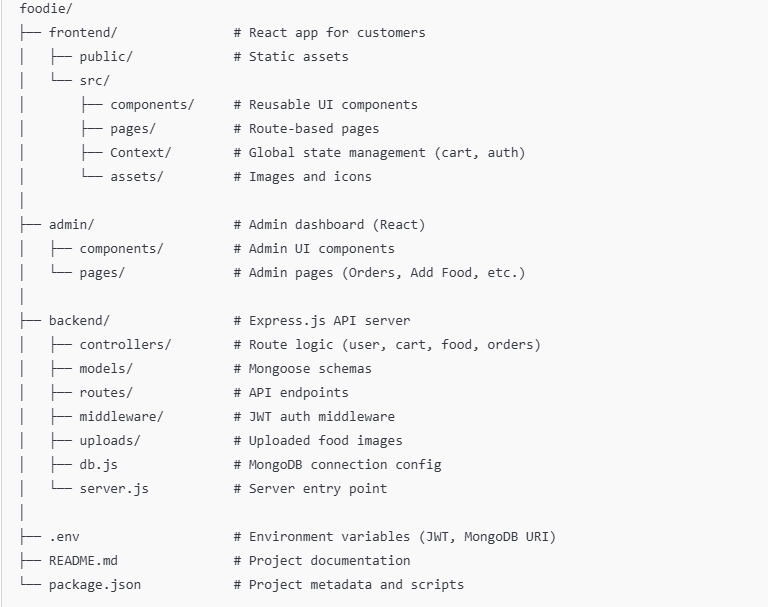 foodie/
├── frontend/ # React app for customers
│ ├── public/ # Static assets
│ └── src/
│ ├── components/ # Reusable UI components
│ ├── pages/ # Route-based pages
│ ├── Context/ # Global state management (cart, auth)
│ └── assets/ # Images and icons
│
├── admin/ # Admin dashboard (React)
│ ├── components/ # Admin UI components
│ └── pages/ # Admin pages (Orders, Add Food, etc.)
│
├── backend/ # Express.js API server
│ ├── controllers/ # Route logic (user, cart, food, orders)
│ ├── models/ # Mongoose schemas
│ ├── routes/ # API endpoints
│ ├── middleware/ # JWT auth middleware
│ ├── uploads/ # Uploaded food images
│ ├── db.js # MongoDB connection config
│ └── server.js # Server entry point
│
├── .env # Environment variables (JWT, MongoDB URI)
├── README.md # Project documentation
└── package.json # Project metadata and scripts